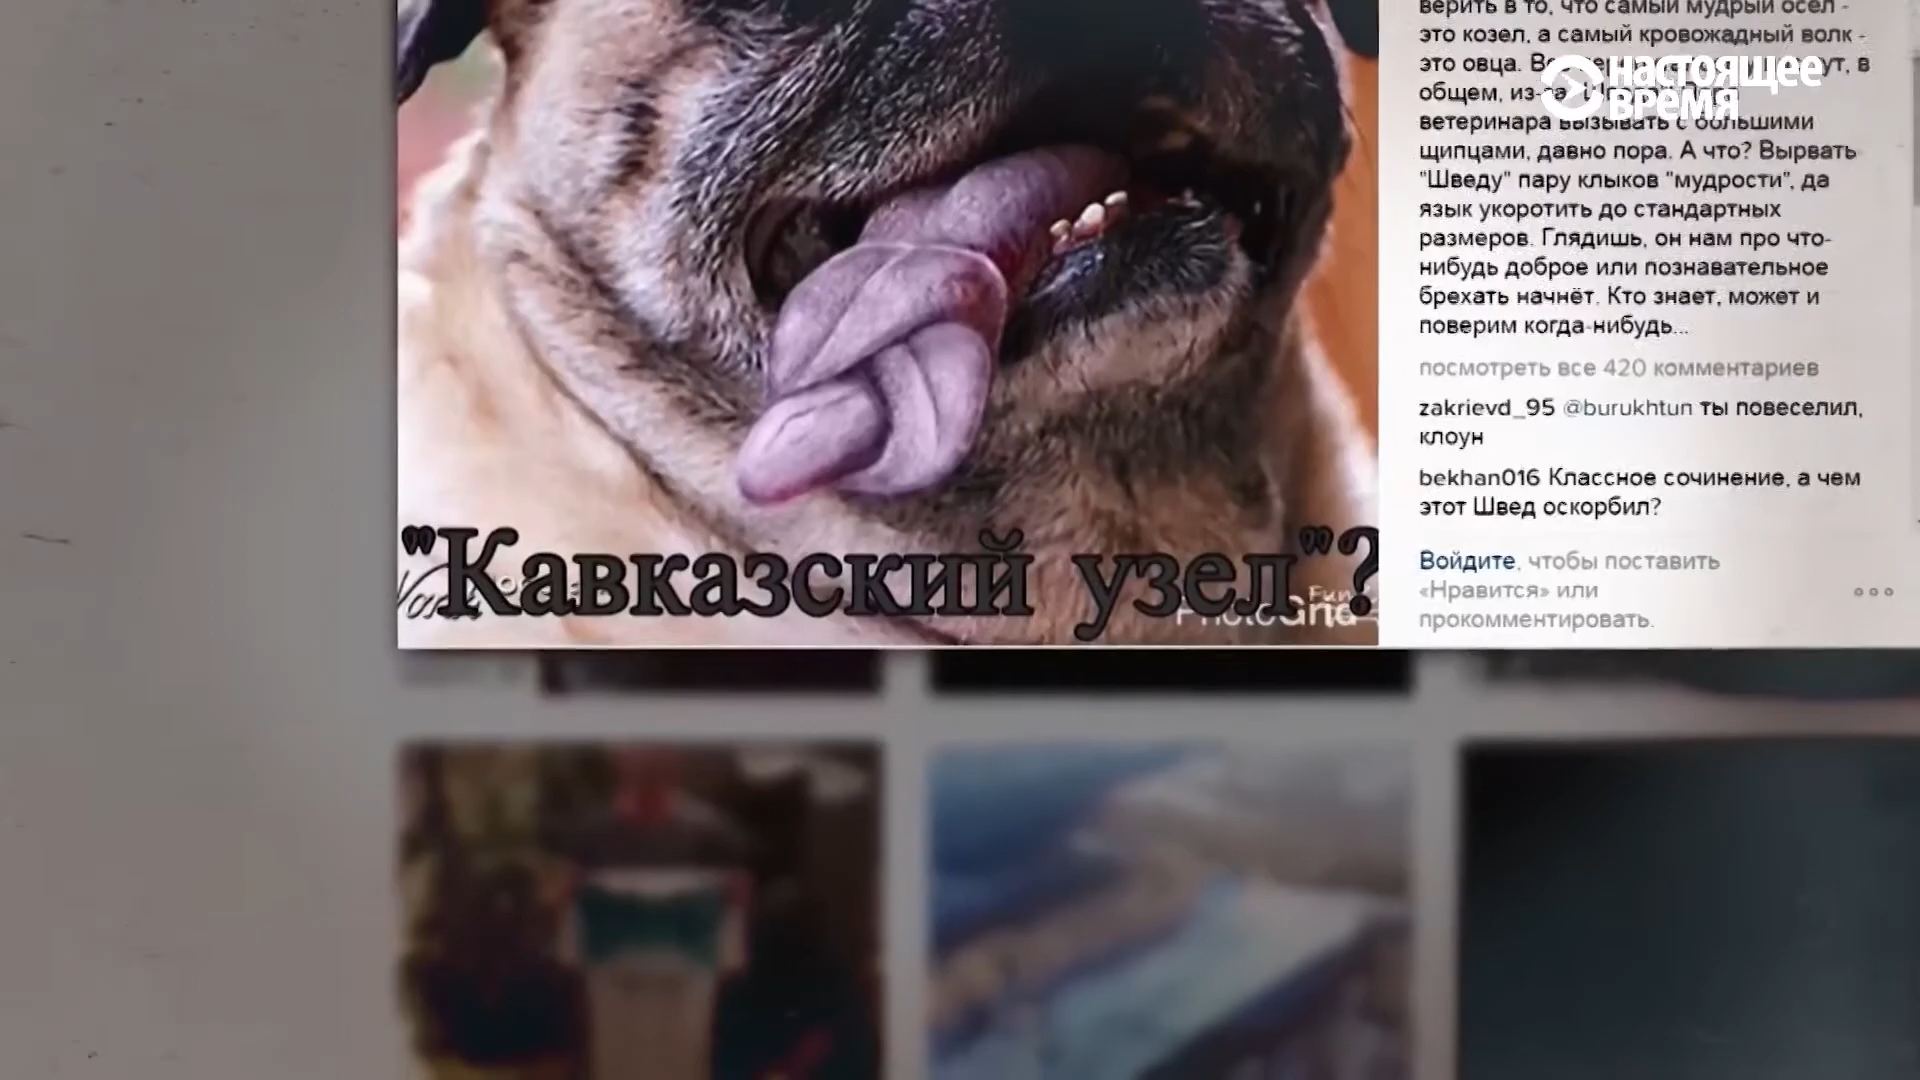 верить в то, что самый мудрый осел -
это козел, а самый кровожадный волк -
это овца.
НАСТОЯЩЕЕ
ВРЕМЯ
в
общем,
ветеринара вызывать с большими
щипцами, давно пора. А что? Вырвать
"Шведу" пару клыков "мудрости", да
язык укоротить до стандартных
размеров. Глядишь, он нам про что-
нибудь доброе или познавательное
брехать начнёт. Кто знает, может и
поверим когда-нибудь...
посмотреть все 420 комментариев
zakrievd_95 @burukhtun ты повеселил,
клоун
bekhan016 Классное сочинение, а чем
этот Швед оскорбил?
Войдите, чтобы поставить
«Нравится» или
прокомментировать.
"Кавказский узел"?
Fun
PhotoGrid